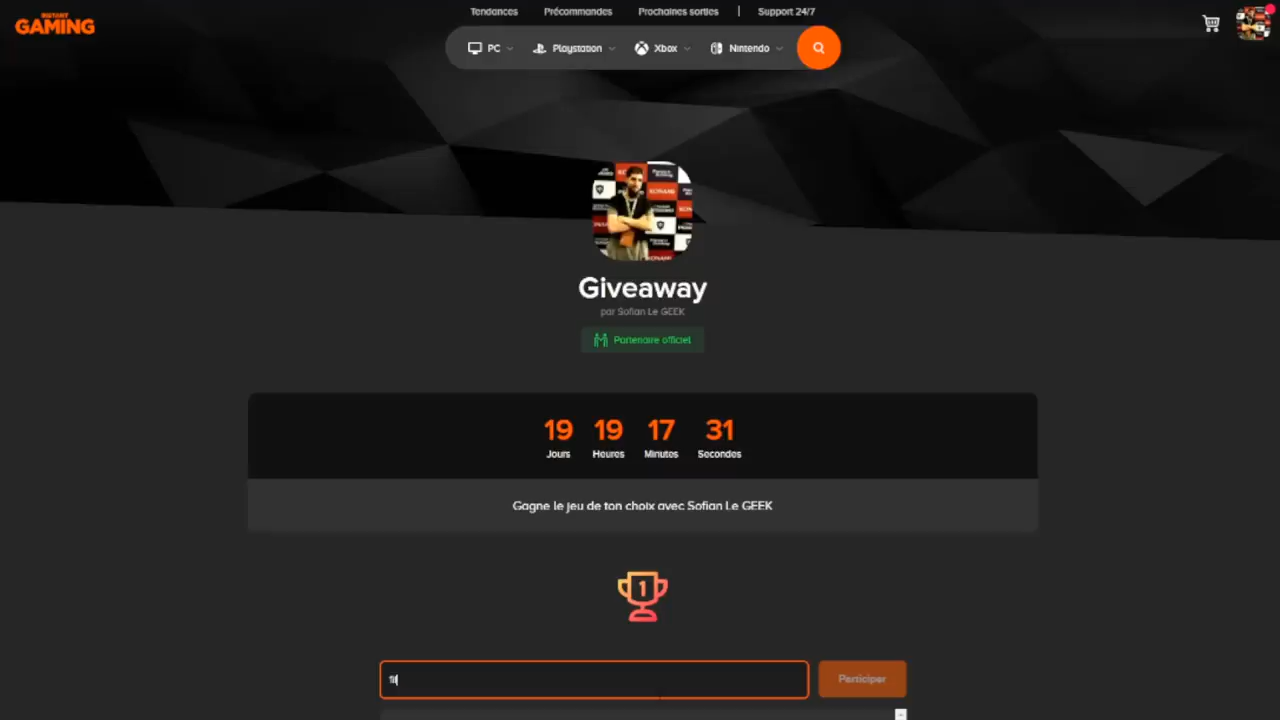 INSTANT
GAMING
Tendances Précommandes Prochaines sorties | Support 24/7
PC Playstation Xbox Nintendo
KONAMI
Giveaway
par Sofian Le GEEK
Partenaire officiel
19 19 17 31
Jours Heures Minutes Secondes
Gagne le jeu de ton choix avec Sofian Le GEEK
1
Participer